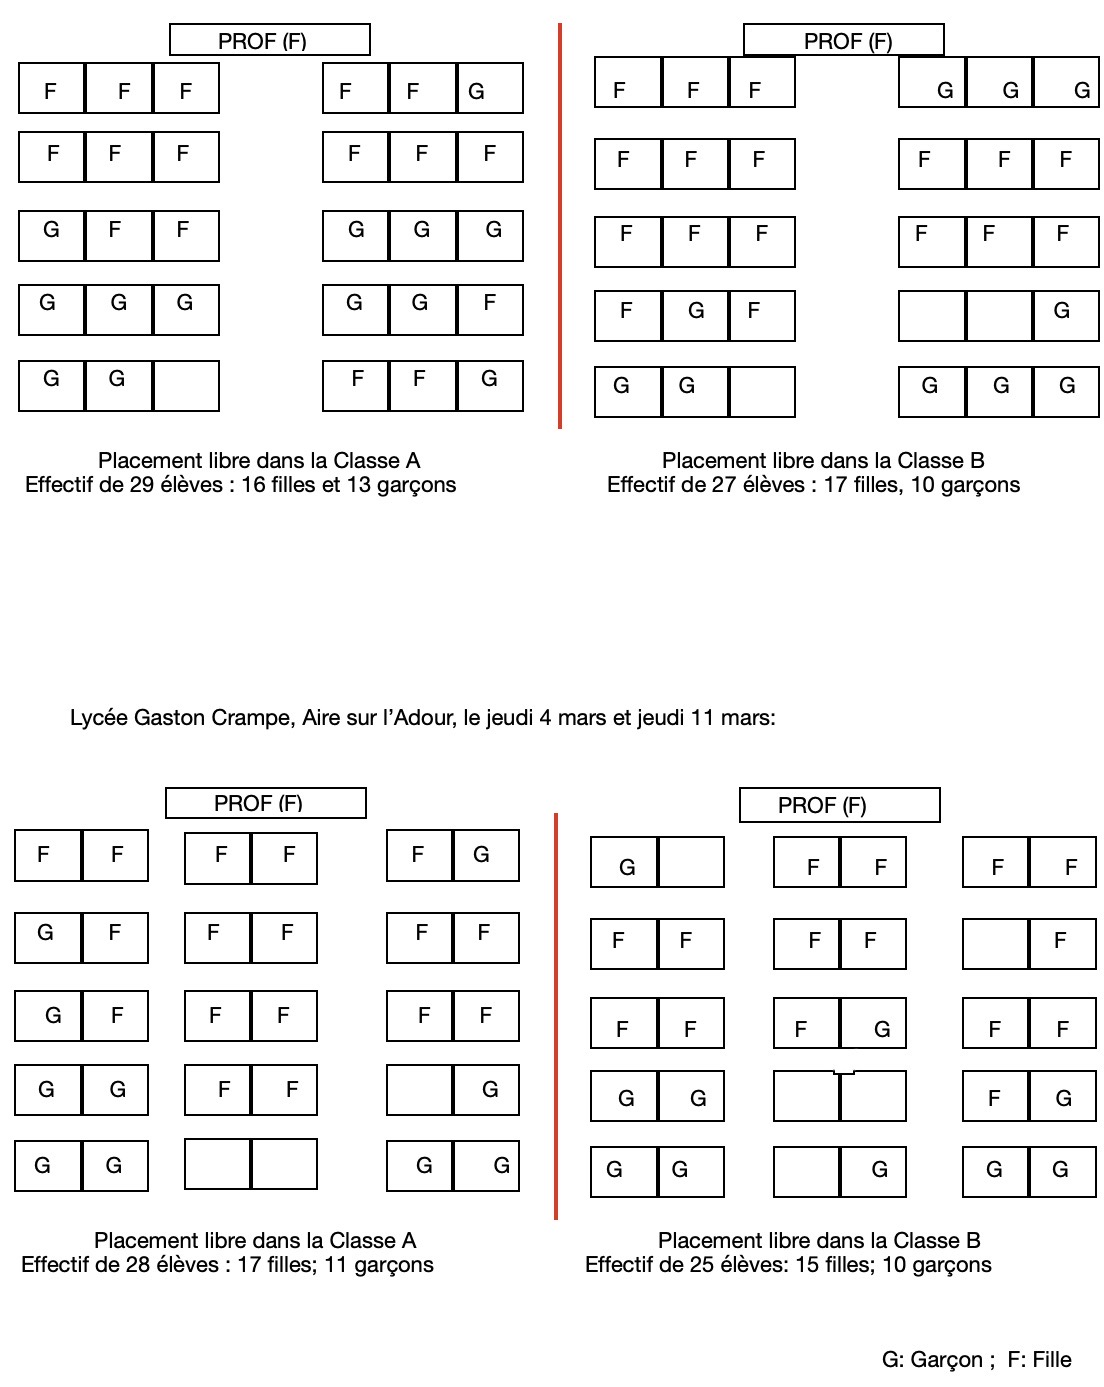 PROF (F)
F F F F F G
F F F F F F
G F F G G G
G G G G G F
G G F F G
Placement libre dans la Classe A
Effectif de 29 élèves : 16 filles et 13 garçons
PROF (F)
F F F G G G
F F F F F F
F F F F F F
F G F G
G G G G G
Placement libre dans la Classe B
Effectif de 27 élèves : 17 filles, 10 garçons
Lycée Gaston Crampe, Aire sur l’Adour, le jeudi 4 mars et jeudi 11 mars:
PROF (F)
F F F F F G
G F F F F F
G F F F F F
G G F F G
G G G G
Placement libre dans la Classe A
Effectif de 28 élèves : 17 filles; 11 garçons
PROF (F)
G F F F F
F F F F F
F F F G F F
G G F G
G G G G G
Placement libre dans la Classe B
Effectif de 25 élèves: 15 filles; 10 garçons
G: Garçon ; F: Fille